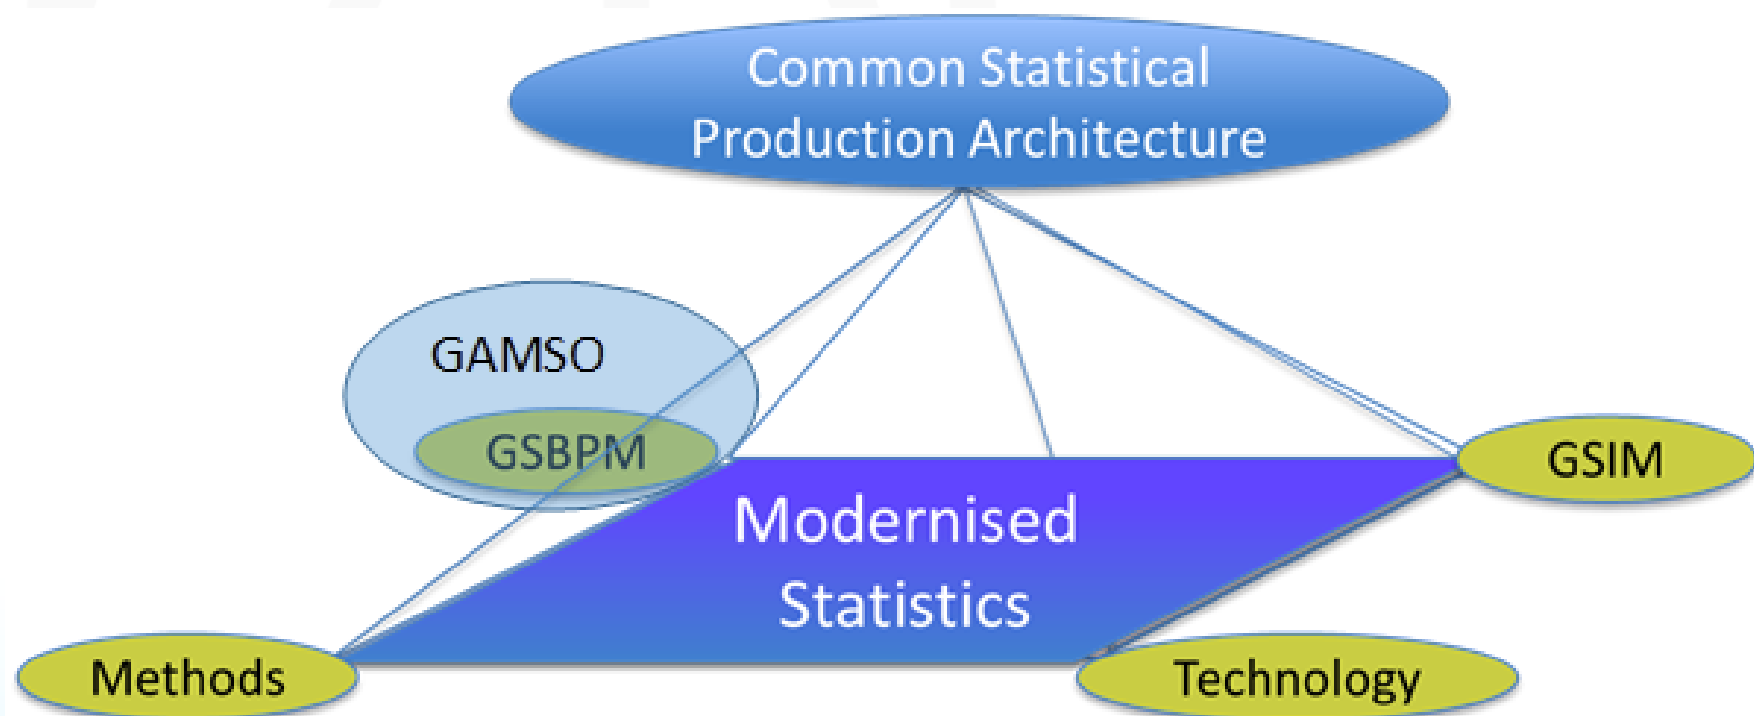 Common Statistical
Production Architecture
GAMSO
GSBPM
GSIM
Modernised
Statistics
Methods
Technology